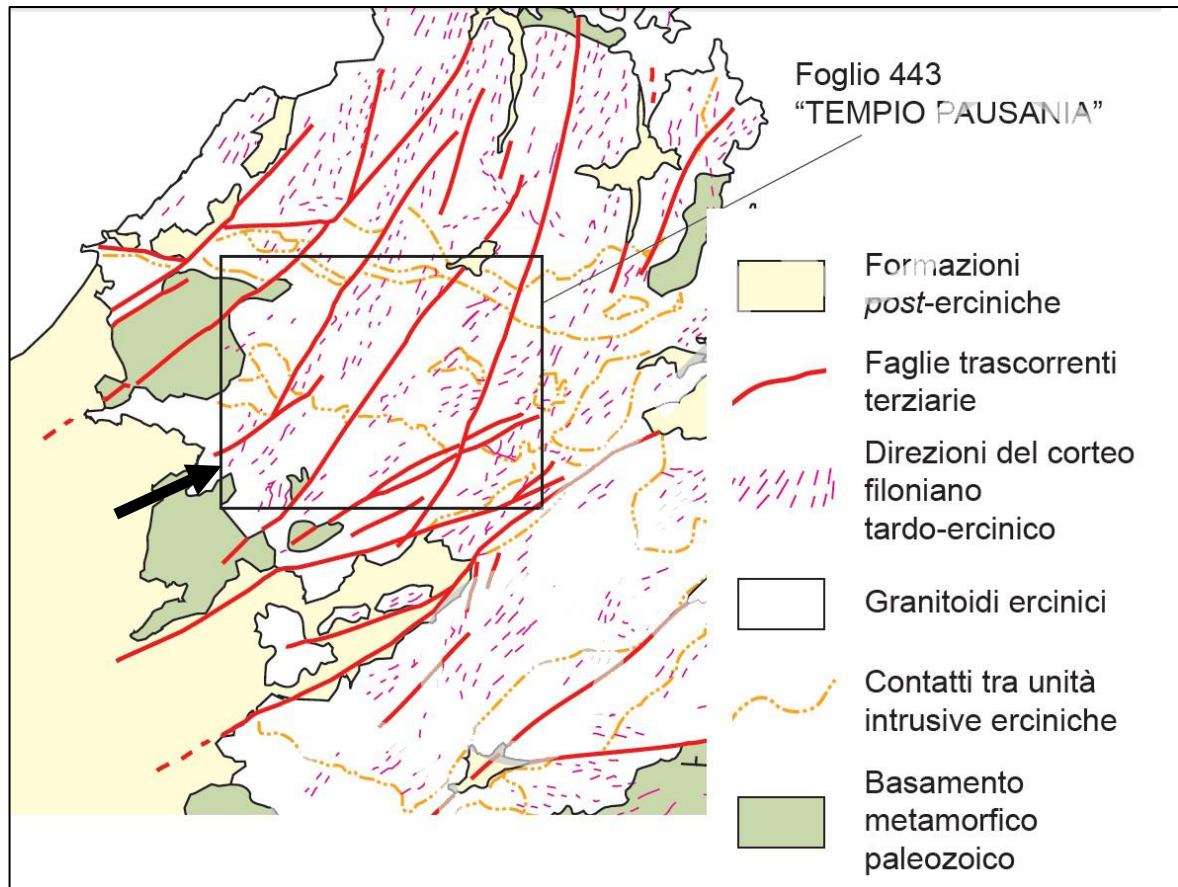 Foglio 443
“TEMPIO PAUSANIA”
Formazioni
post-erciniche
Faglie trascorrenti
terziarie
Direzioni del corteo
filoniano
tardo-ercinico
Granitoidi ercinici
Contatti tra unità
intrusive erciniche
Basamento
metamorfico
paleozoico